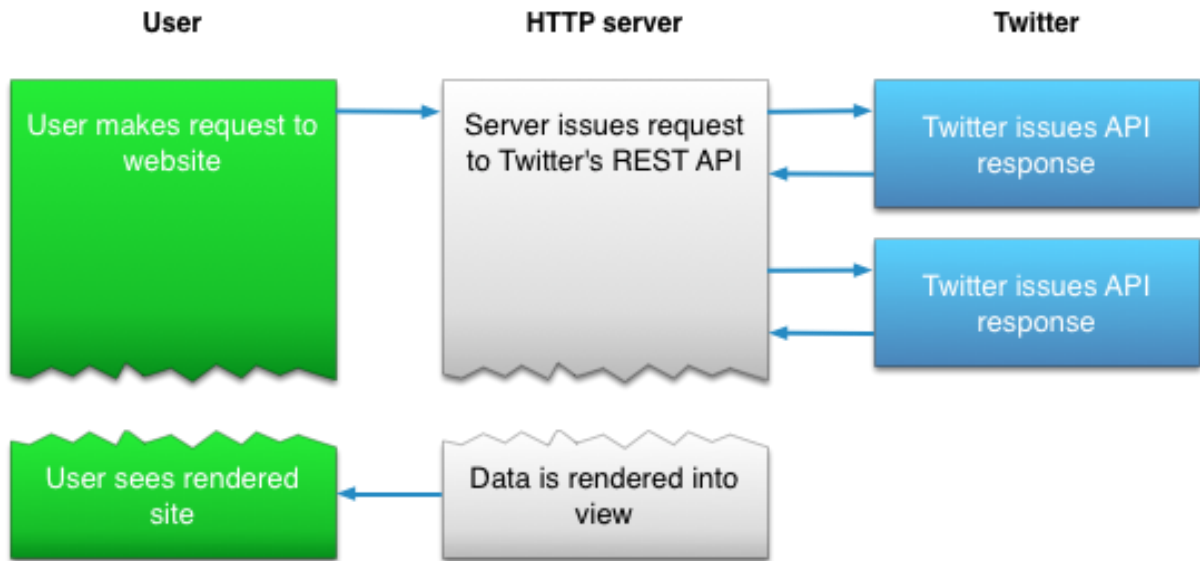 User
HTTP server
Twitter
User makes request to
website
Server issues request
to Twitter's REST API
Twitter issues API
response
Twitter issues API
response
User sees rendered
site
Data is rendered into
view